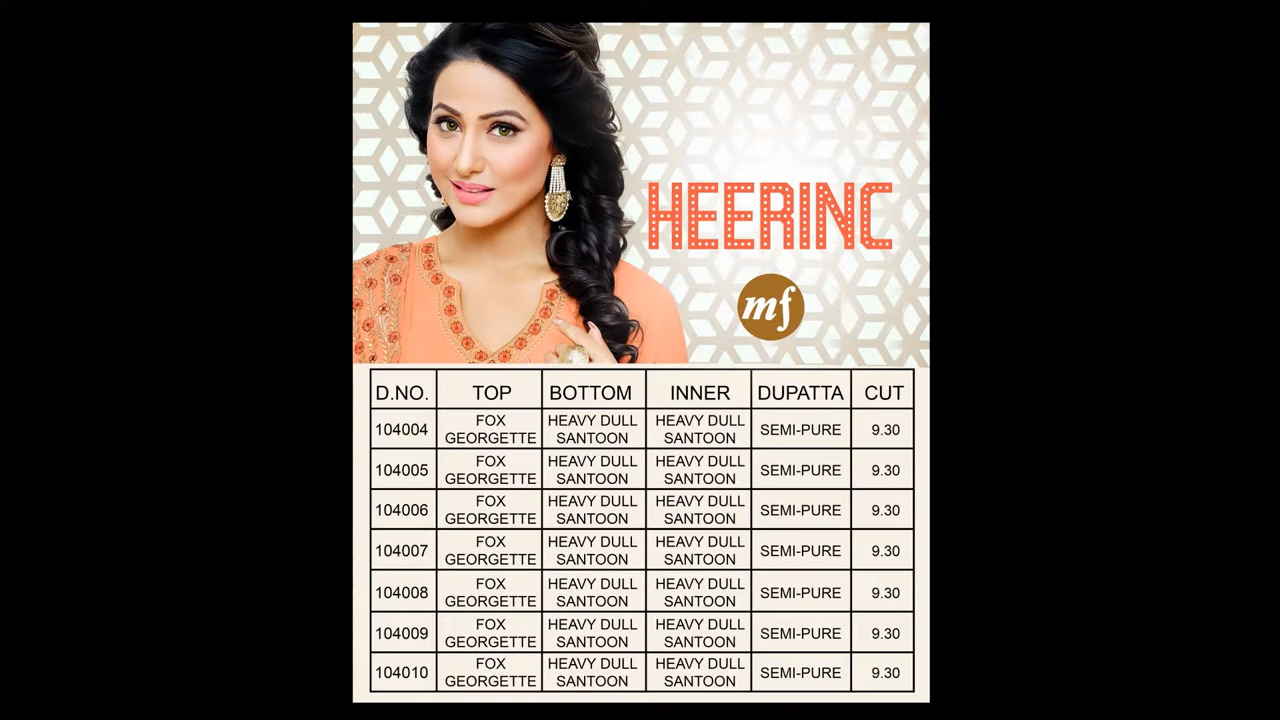 HEERINC
mf
D.NO. TOP BOTTOM INNER DUPATTA CUT
104004 FOX GEORGETTE HEAVY DULL SANTOON HEAVY DULL SANTOON SEMI-PURE 9.30
104005 FOX GEORGETTE HEAVY DULL SANTOON HEAVY DULL SANTOON SEMI-PURE 9.30
104006 FOX GEORGETTE HEAVY DULL SANTOON HEAVY DULL SANTOON SEMI-PURE 9.30
104007 FOX GEORGETTE HEAVY DULL SANTOON HEAVY DULL SANTOON SEMI-PURE 9.30
104008 FOX GEORGETTE HEAVY DULL SANTOON HEAVY DULL SANTOON SEMI-PURE 9.30
104009 FOX GEORGETTE HEAVY DULL SANTOON HEAVY DULL SANTOON SEMI-PURE 9.30
104010 FOX GEORGETTE HEAVY DULL SANTOON HEAVY DULL SANTOON SEMI-PURE 9.30